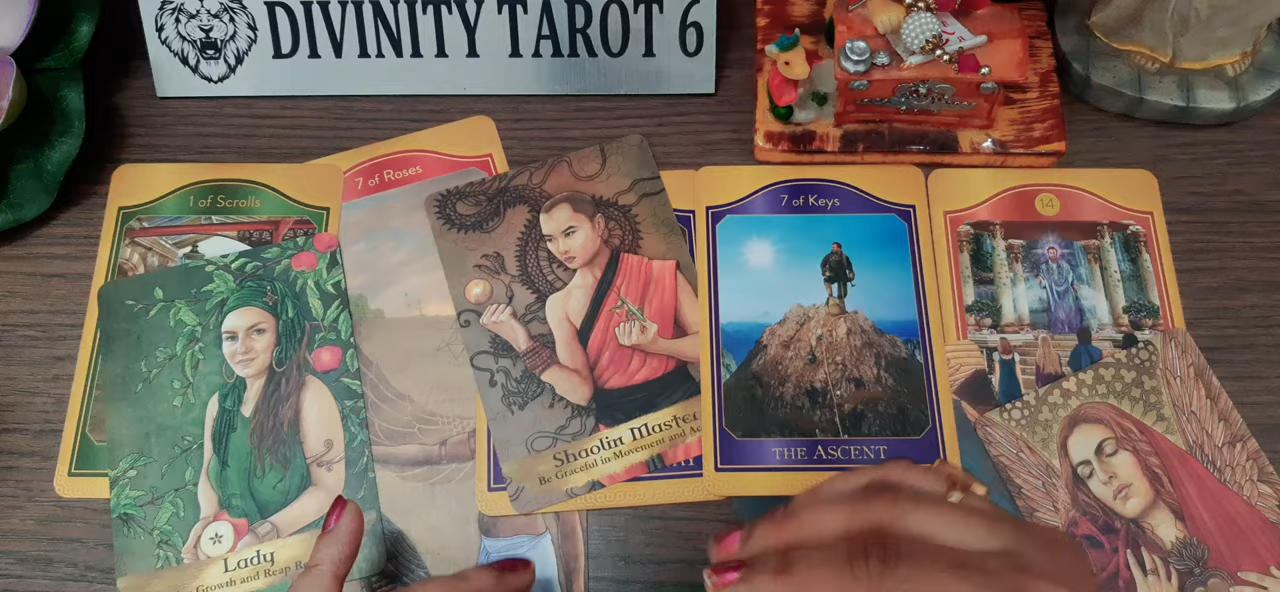 DIVINITY TAROT 6
1 of Scrolls
7 of Roses
7 of Keys
14
Shaolin Master
Be Graceful in Movement and
THE ASCENT
Lady
Growth and Reap